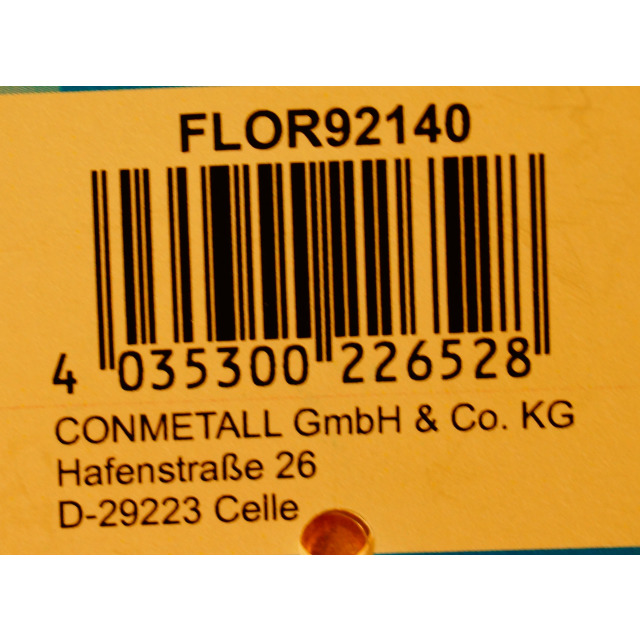 FLOR92140
4 035300 226528
CONMETALL GmbH & Co. KG
Hafenstraße 26
D-29223 Celle